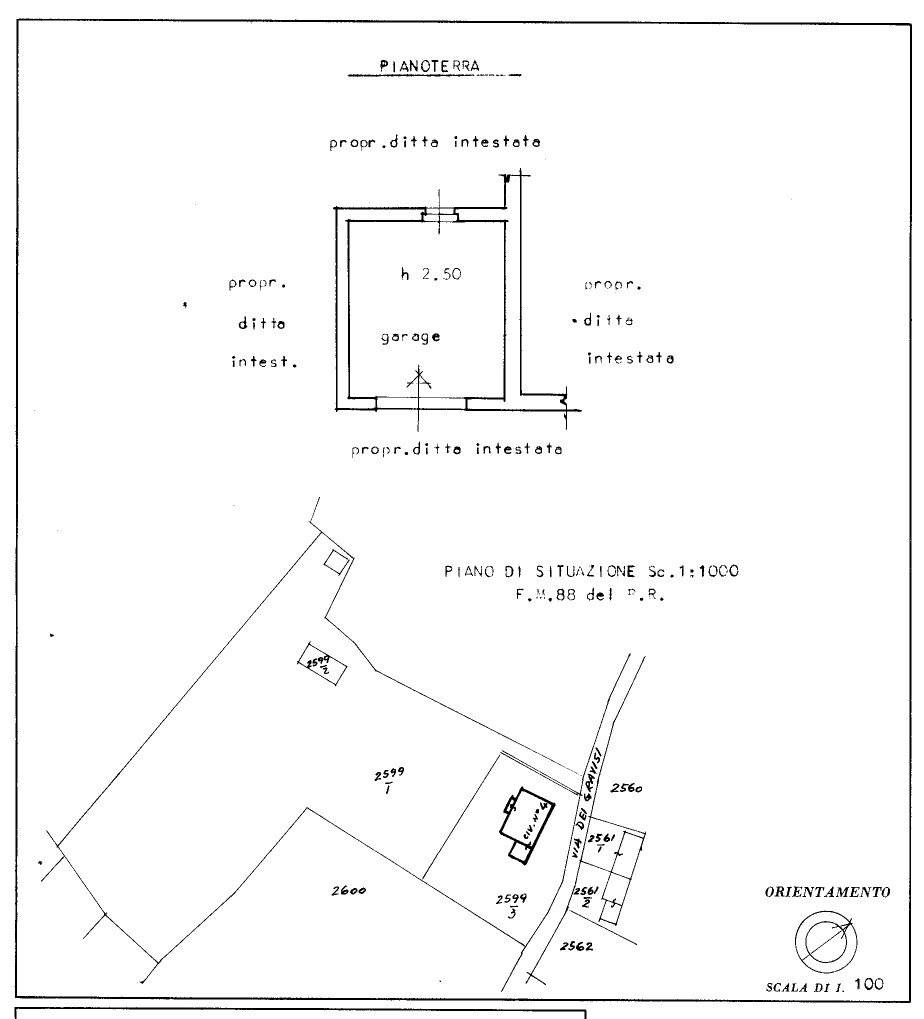 PIANOTERRA
propr.ditta intestata
h 2.50
propr.
ditta
intest.
garage
propr.
ditta
intestata
propr.ditta intestata
PIANO DI SITUAZIONE Sc.1:1000
F.M.88 del P.R.
2599/2
2599/1
VIA DEI GRAVISI
2560
CIV. N° 4
2561/1
2600
2599/3
2561/2
2562
ORIENTAMENTO
SCALA DI 1. 100